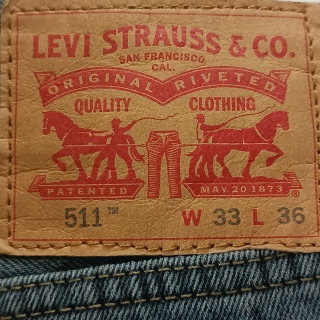 LEVI STRAUSS & CO.
SAN FRANCISCO
CAL.
ORIGINAL RIVETED
QUALITY CLOTHING
PATENTED MAY 20 1873
511™ W 33 L 36